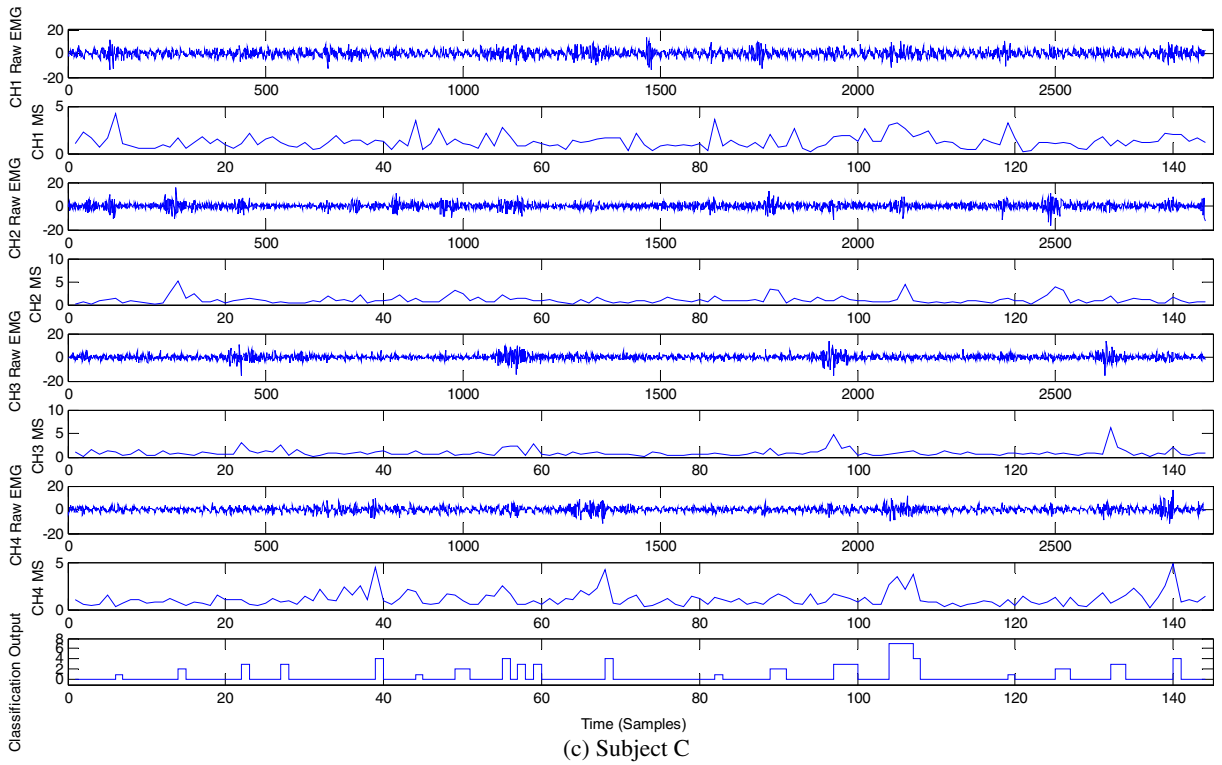 CH1 Raw EMG
20
0
-20
0 500 1000 1500 2000 2500
CH1 MS
5
0
0 20 40 60 80 100 120 140
CH2 Raw EMG
20
0
-20
0 500 1000 1500 2000 2500
CH2 MS
10
5
0
0 20 40 60 80 100 120 140
CH3 Raw EMG
20
0
-20
0 500 1000 1500 2000 2500
CH3 MS
10
5
0
0 20 40 60 80 100 120 140
CH4 Raw EMG
20
0
-20
0 500 1000 1500 2000 2500
CH4 MS
5
0
0 20 40 60 80 100 120 140
Classification Output
8
6
4
2
0
0 20 40 60 80 100 120 140
Time (Samples)
(c) Subject C